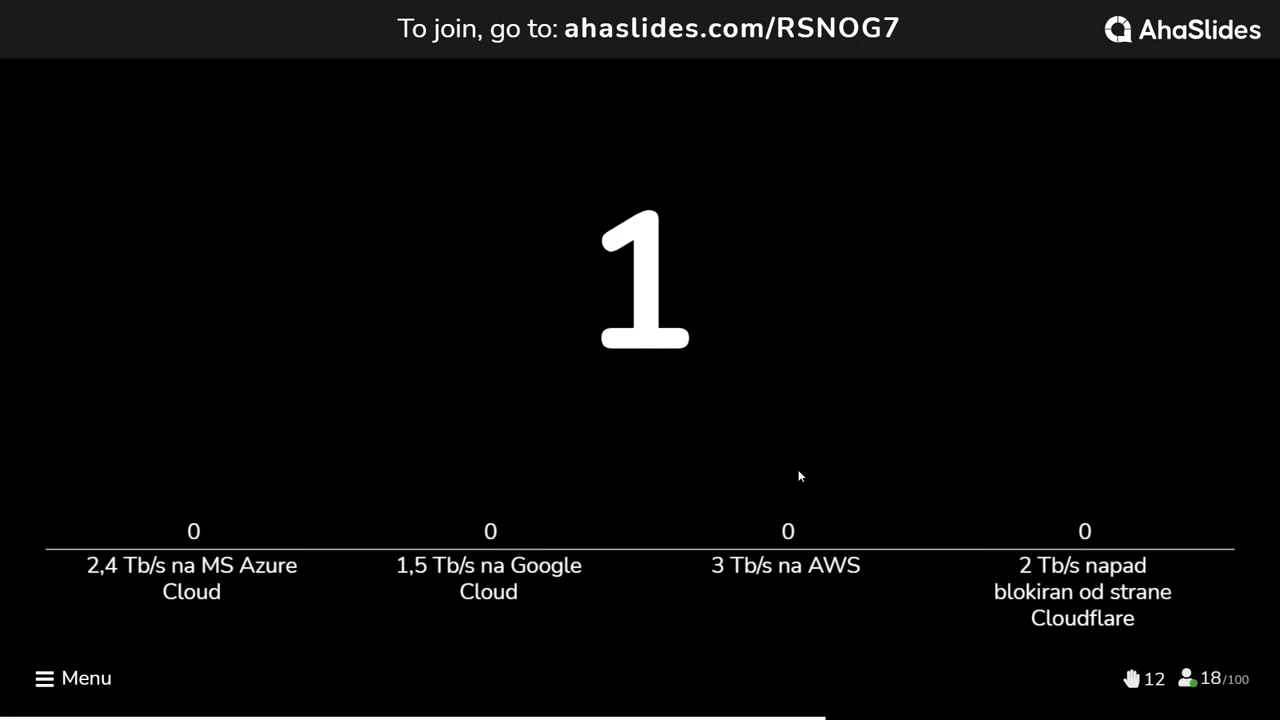 To join, go to: ahaslides.com/RSNOG7
AhaSlides
1
0
0
0
0
2,4 Tb/s na MS Azure
Cloud
1,5 Tb/s na Google
Cloud
3 Tb/s na AWS
2 Tb/s napad
blokiran od strane
Cloudflare
Menu
12
18/100